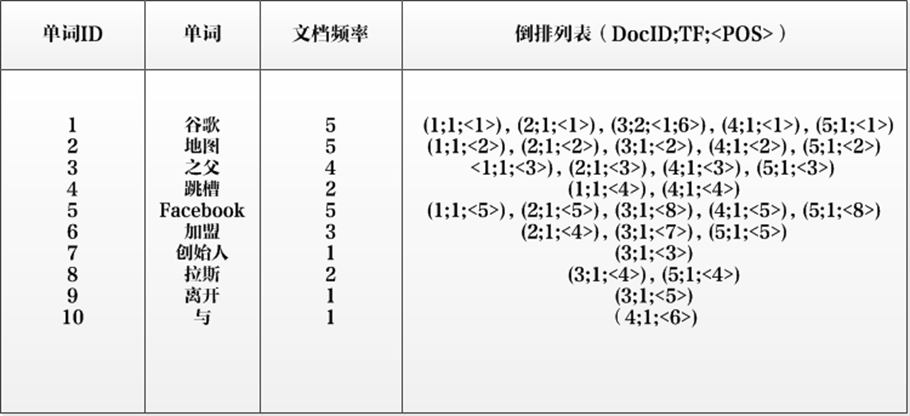 单词ID 单词 文档频率 倒排列表（DocID;TF;<POS>）
1 谷歌 5 (1;1;<1>), (2;1;<1>), (3;2;<1;6>), (4;1;<1>), (5;1;<1>)
2 地图 5 (1;1;<2>), (2;1;<2>), (3;1;<2>), (4;1;<2>), (5;1;<2>)
3 之父 4 <1;1;<3>), (2;1;<3>), (4;1;<3>), (5;1;<3>)
4 跳槽 2 (1;1;<4>), (4;1;<4>)
5 Facebook 5 (1;1;<5>), (2;1;<5>), (3;1;<8>), (4;1;<5>), (5;1;<8>)
6 加盟 3 (2;1;<4>), (3;1;<7>), (5;1;<5>)
7 创始人 1 (3;1;<3>)
8 拉斯 2 (3;1;<4>), (5;1;<4>)
9 离开 1 (3;1;<5>)
10 与 1 （4;1;<6>)